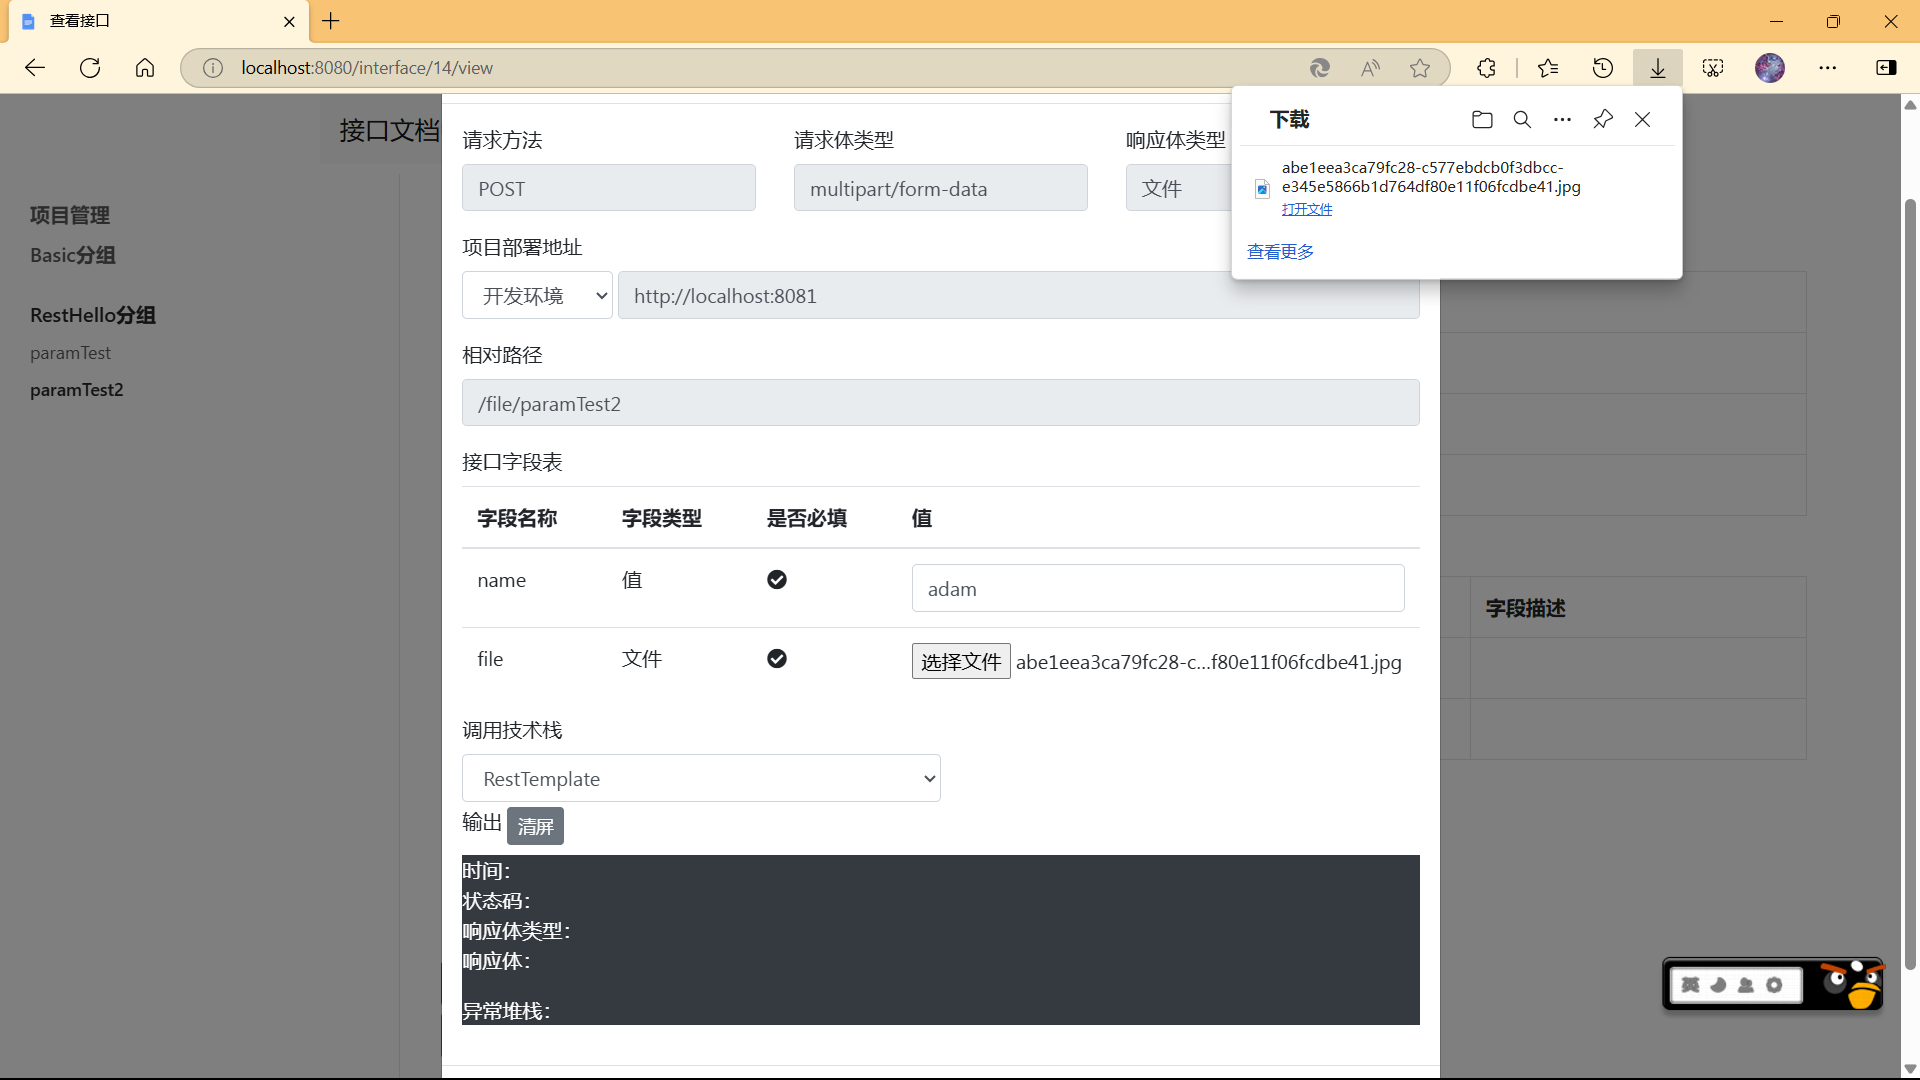 查看接口
localhost:8080/interface/14/view
接口文档
项目管理
Basic分组
RestHello分组
paramTest
paramTest2
请求方法
请求体类型
响应体类型
POST
multipart/form-data
文件
项目部署地址
开发环境
http://localhost:8081
相对路径
/file/paramTest2
接口字段表
字段名称
字段类型
是否必填
值
name
值
adam
file
文件
选择文件
abe1eea3ca79fc28-c...f80e11f06fcdbe41.jpg
调用技术栈
RestTemplate
输出
清屏
时间：
状态码：
响应体类型：
响应体：
异常堆栈：
下载
abe1eea3ca79fc28-c577ebdcb0f3dbcc-
e345e5866b1d764df80e11f06fcdbe41.jpg
打开文件
查看更多
字段描述
英